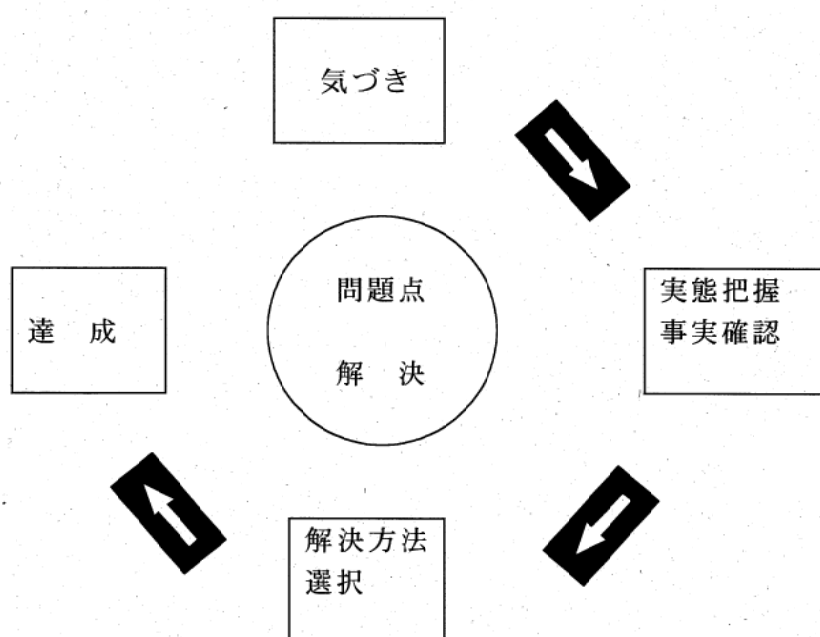 気づき
問題点
解　決
実態把握
事実確認
達　成
解決方法
選択